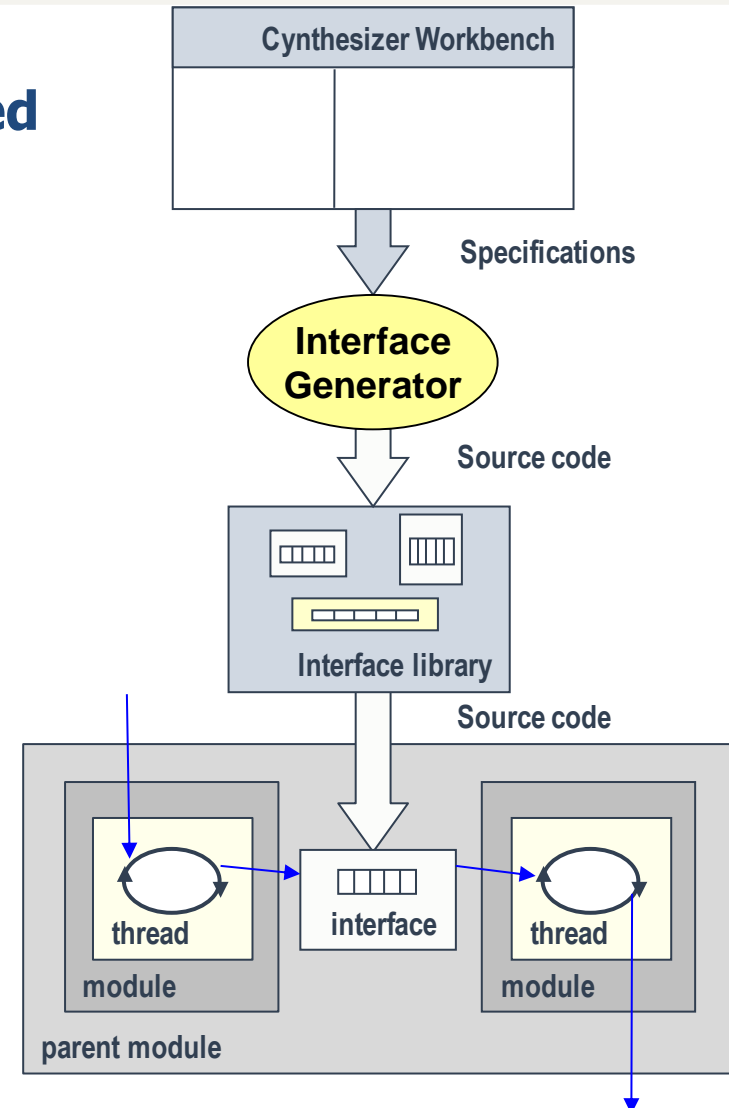 Cynthesizer Workbench
ed
Specifications
Interface
Generator
Source code
Interface library
Source code
thread
interface
thread
module
module
parent module